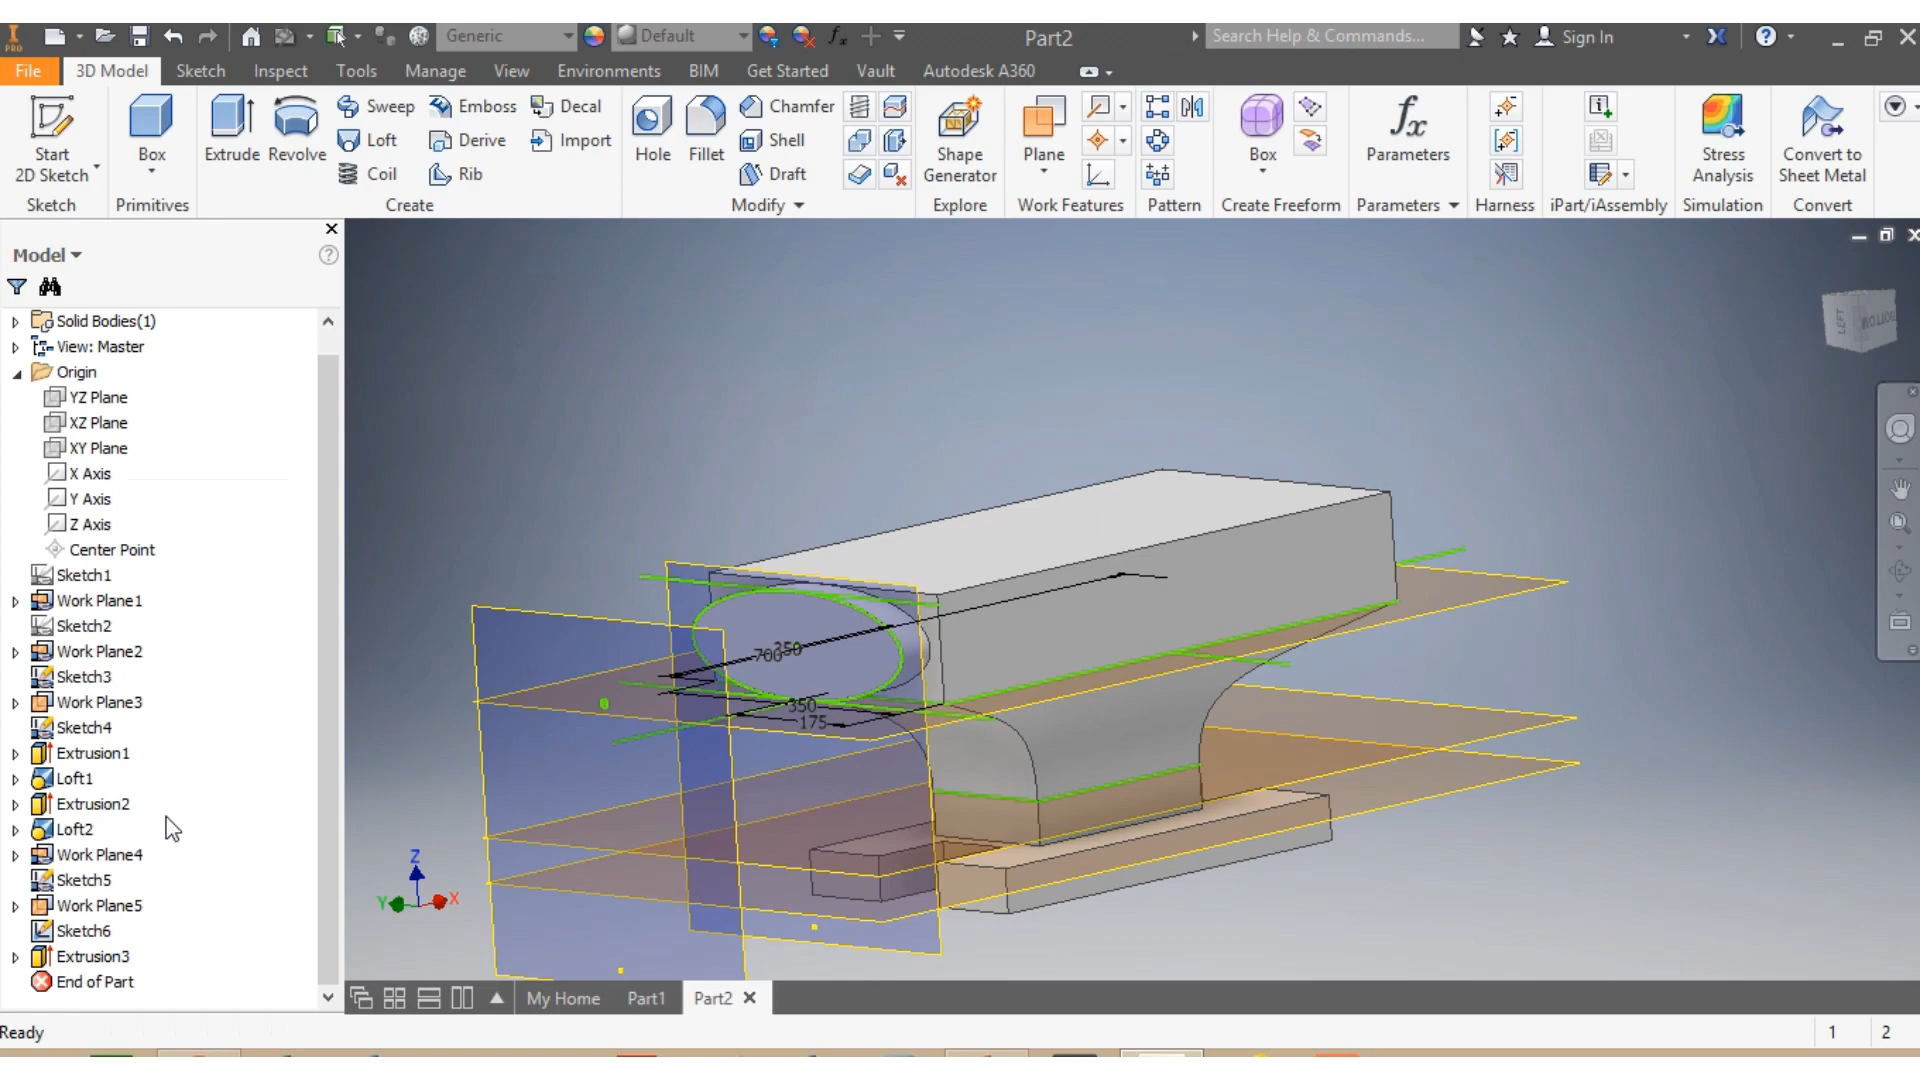 PRO
Generic
Default
Part2
Search Help & Commands...
Sign In
File
3D Model
Sketch
Inspect
Tools
Manage
View
Environments
BIM
Get Started
Vault
Autodesk A360
Start
2D Sketch
Sketch
Box
Primitives
Extrude
Revolve
Sweep
Loft
Coil
Emboss
Derive
Rib
Decal
Import
Create
Hole
Fillet
Chamfer
Shell
Draft
Modify
Shape
Generator
Explore
Plane
Work Features
Pattern
Box
Create Freeform
fx
Parameters
Parameters
Harness
iPart/iAssembly
Stress
Analysis
Simulation
Convert to
Sheet Metal
Convert
Model
Solid Bodies(1)
View: Master
Origin
YZ Plane
XZ Plane
XY Plane
X Axis
Y Axis
Z Axis
Center Point
Sketch1
Work Plane1
Sketch2
Work Plane2
Sketch3
Work Plane3
Sketch4
Extrusion1
Loft1
Extrusion2
Loft2
Work Plane4
Sketch5
Work Plane5
Sketch6
Extrusion3
End of Part
LEFT
700
350
350
175
Z
Y
X
My Home
Part1
Part2
Ready
1
2